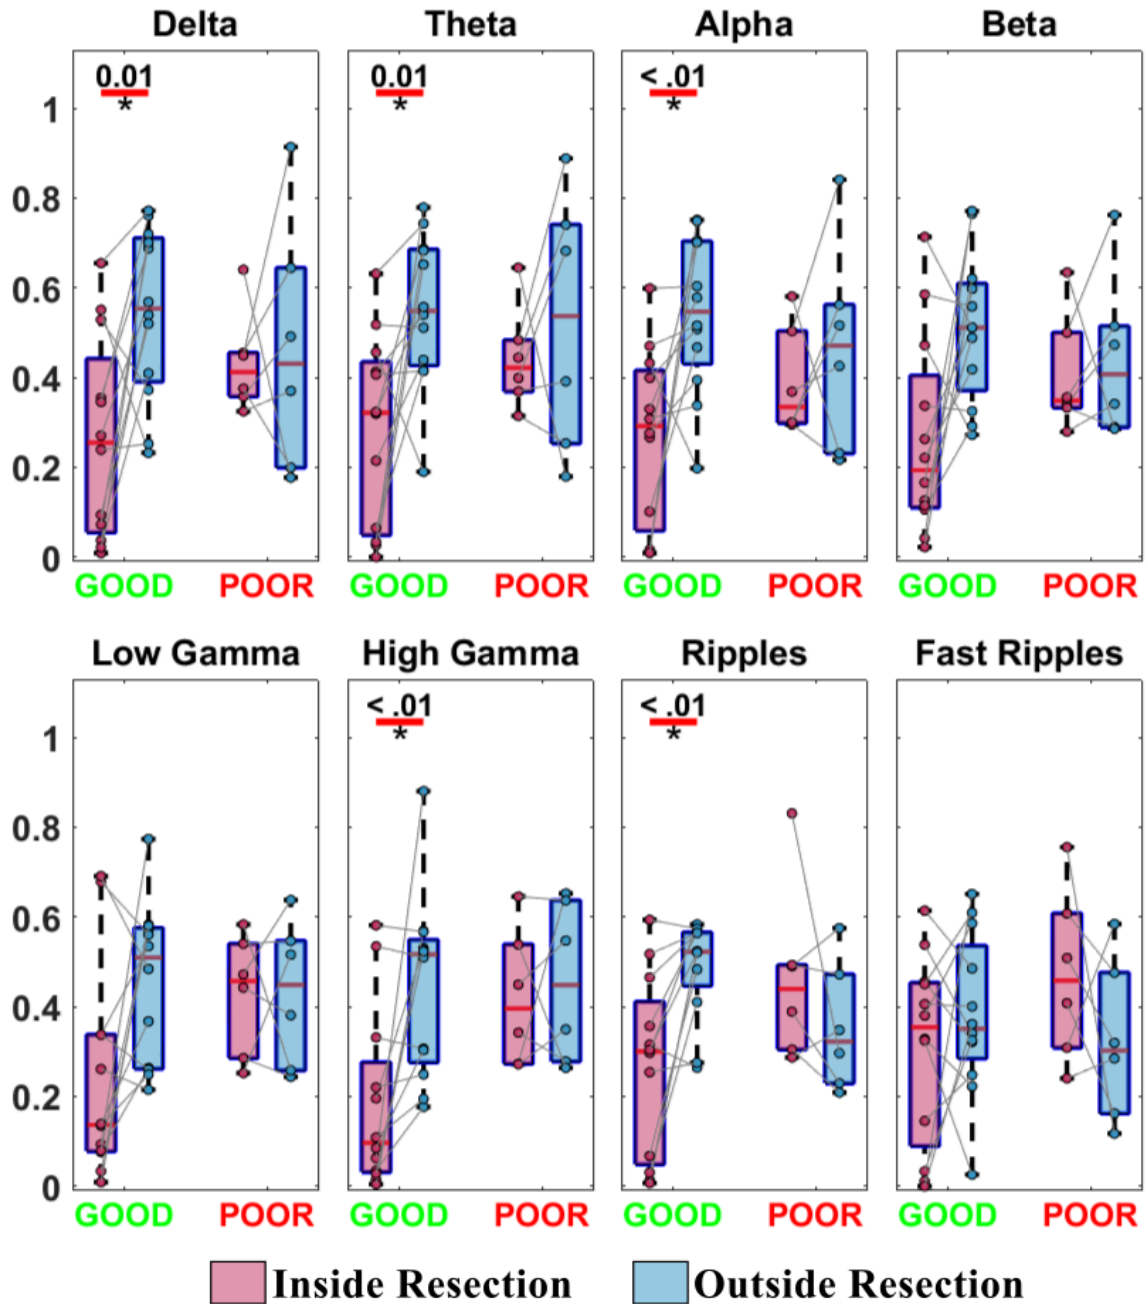 Delta Theta Alpha Beta
0.01 0.01 < .01
* * *
1
0.8
0.6
0.4
0.2
0
GOOD POOR GOOD POOR GOOD POOR GOOD POOR
Low Gamma High Gamma Ripples Fast Ripples
< .01 < .01
* *
1
0.8
0.6
0.4
0.2
0
GOOD POOR GOOD POOR GOOD POOR GOOD POOR
Inside Resection Outside Resection